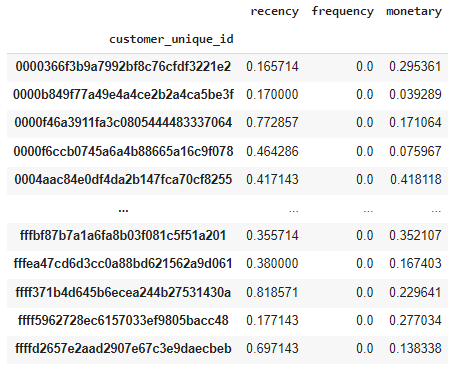 recency frequency monetary
customer_unique_id
0000366f3b9a7992bf8c76cfdf3221e2 0.165714 0.0 0.295361
0000b849f77a49e4a4ce2b2a4ca5be3f 0.170000 0.0 0.039289
0000f46a3911fa3c0805444483337064 0.772857 0.0 0.171064
0000f6ccb0745a6a4b88665a16c9f078 0.464286 0.0 0.075967
0004aac84e0df4da2b147fca70cf8255 0.417143 0.0 0.418118
... ... ... ...
fffbf87b7a1a6fa8b03f081c5f51a201 0.355714 0.0 0.352107
fffea47cd6d3cc0a88bd621562a9d061 0.380000 0.0 0.167403
ffff371b4d645b6ecea244b27531430a 0.818571 0.0 0.229641
ffff5962728ec6157033ef9805bacc48 0.177143 0.0 0.277034
ffffd2657e2aad2907e67c3e9daecbeb 0.697143 0.0 0.138338